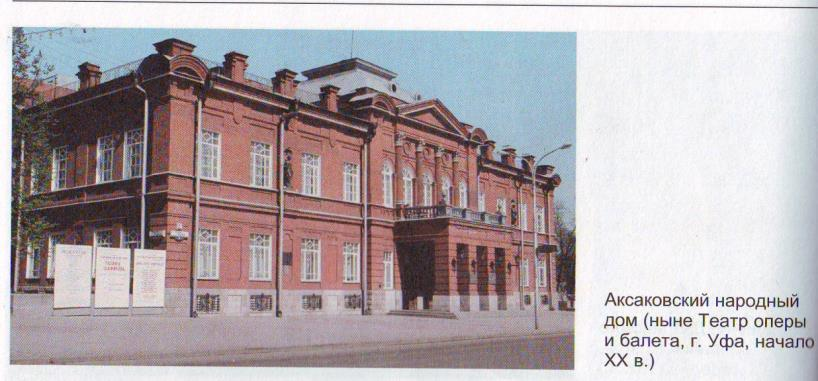 Аксаковский народный
дом (ныне Театр оперы
и балета, г. Уфа, начало
XX в.)